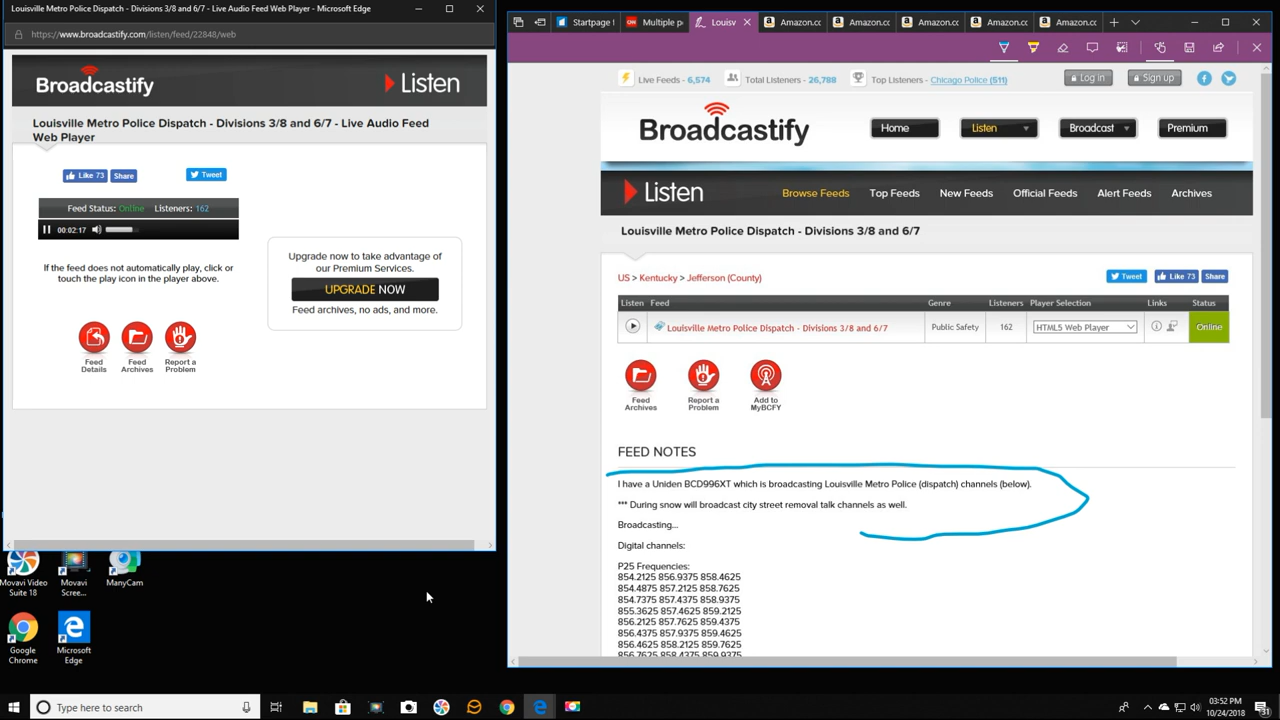 Louisville Metro Police Dispatch - Divisions 3/8 and 6/7 - Live Audio Feed Web Player - Microsoft Edge
https://www.broadcastify.com/listen/feed/22848/web
Broadcastify
Listen
Louisville Metro Police Dispatch - Divisions 3/8 and 6/7 - Live Audio Feed
Web Player
Like 73 Share
Tweet
Feed Status: Online Listeners: 162
00:02:17
If the feed does not automatically play, click or
touch the play icon in the player above.
Upgrade now to take advantage of
our Premium Services.
UPGRADE NOW
Feed archives, no ads, and more.
Feed
Details
Feed
Archives
Report a
Problem
Startpage
CNN Multiple p
Louisv
Amazon.co
Amazon.cc
Amazon.cc
Amazon.cc
Amazon.cc
Live Feeds - 6,574
Total Listeners - 26,788
Top Listeners: Chicago Police (511)
Log in
Sign up
Broadcastify
Home
Listen
Broadcast
Premium
Listen
Browse Feeds
Top Feeds
New Feeds
Official Feeds
Alert Feeds
Archives
Louisville Metro Police Dispatch - Divisions 3/8 and 6/7
US > Kentucky > Jefferson (County)
Tweet
Like 73 Share
Listen Feed Genre Listeners Player Selection Links Status
Louisville Metro Police Dispatch - Divisions 3/8 and 6/7 Public Safety 162 HTML5 Web Player Online
Feed
Archives
Report a
Problem
Add to
MyBCFY
FEED NOTES
I have a Uniden BCD996XT which is broadcasting Louisville Metro Police (dispatch) channels (below).
*** During snow will broadcast city street removal talk channels as well.
Broadcasting...
Digital channels:
P25 Frequencies:
854.2125 856.9375 858.4625
854.4875 857.2125 858.7625
854.7375 857.4375 858.9375
855.3625 857.4625 859.2125
856.2125 857.7625 859.4375
856.4375 857.9375 859.4625
856.4625 858.2125 859.7625
856.7625 858.4375 859.9375
Movavi Video
Suite 18
Movavi
Scree...
ManyCam
Google
Chrome
Microsoft
Edge
Type here to search
03:52 PM
10/24/2018
31